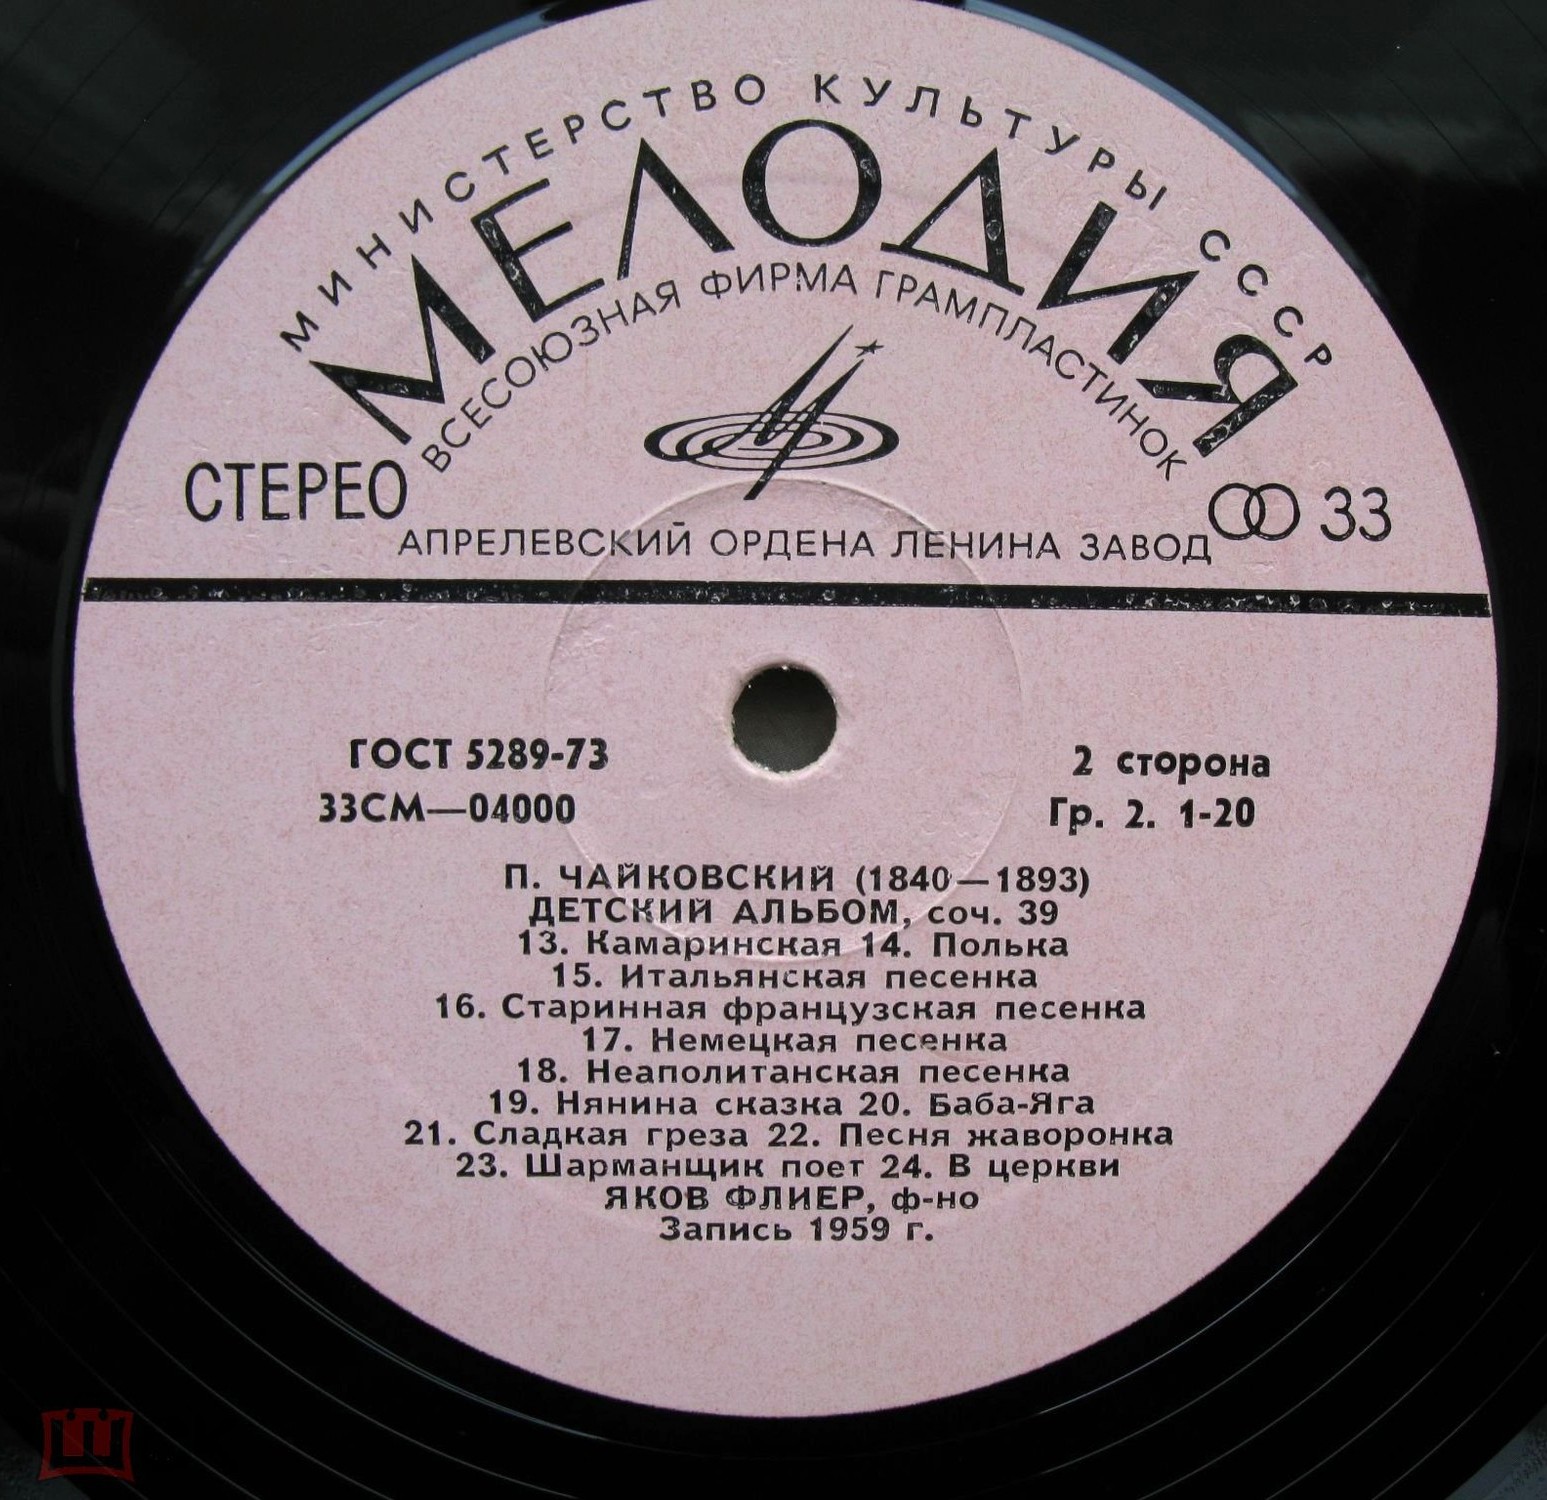 МИНИСТЕРСТВО КУЛЬТУРЫ СССР
МЕЛОДИЯ
ВСЕСОЮЗНАЯ ФИРМА ГРАМПЛАСТИНОК
СТЕРЕО
33
АПРЕЛЕВСКИЙ ОРДЕНА ЛЕНИНА ЗАВОД
ГОСТ 5289-73
2 сторона
33СМ—04000
Гр. 2. 1-20
П. ЧАЙКОВСКИЙ (1840—1893)
ДЕТСКИЙ АЛЬБОМ, соч. 39
13. Камаринская 14. Полька
15. Итальянская песенка
16. Старинная французская песенка
17. Немецкая песенка
18. Неаполитанская песенка
19. Нянина сказка 20. Баба-Яга
21. Сладкая греза 22. Песня жаворонка
23. Шарманщик поет 24. В церкви
ЯКОВ ФЛИЕР, ф-но
Запись 1959 г.